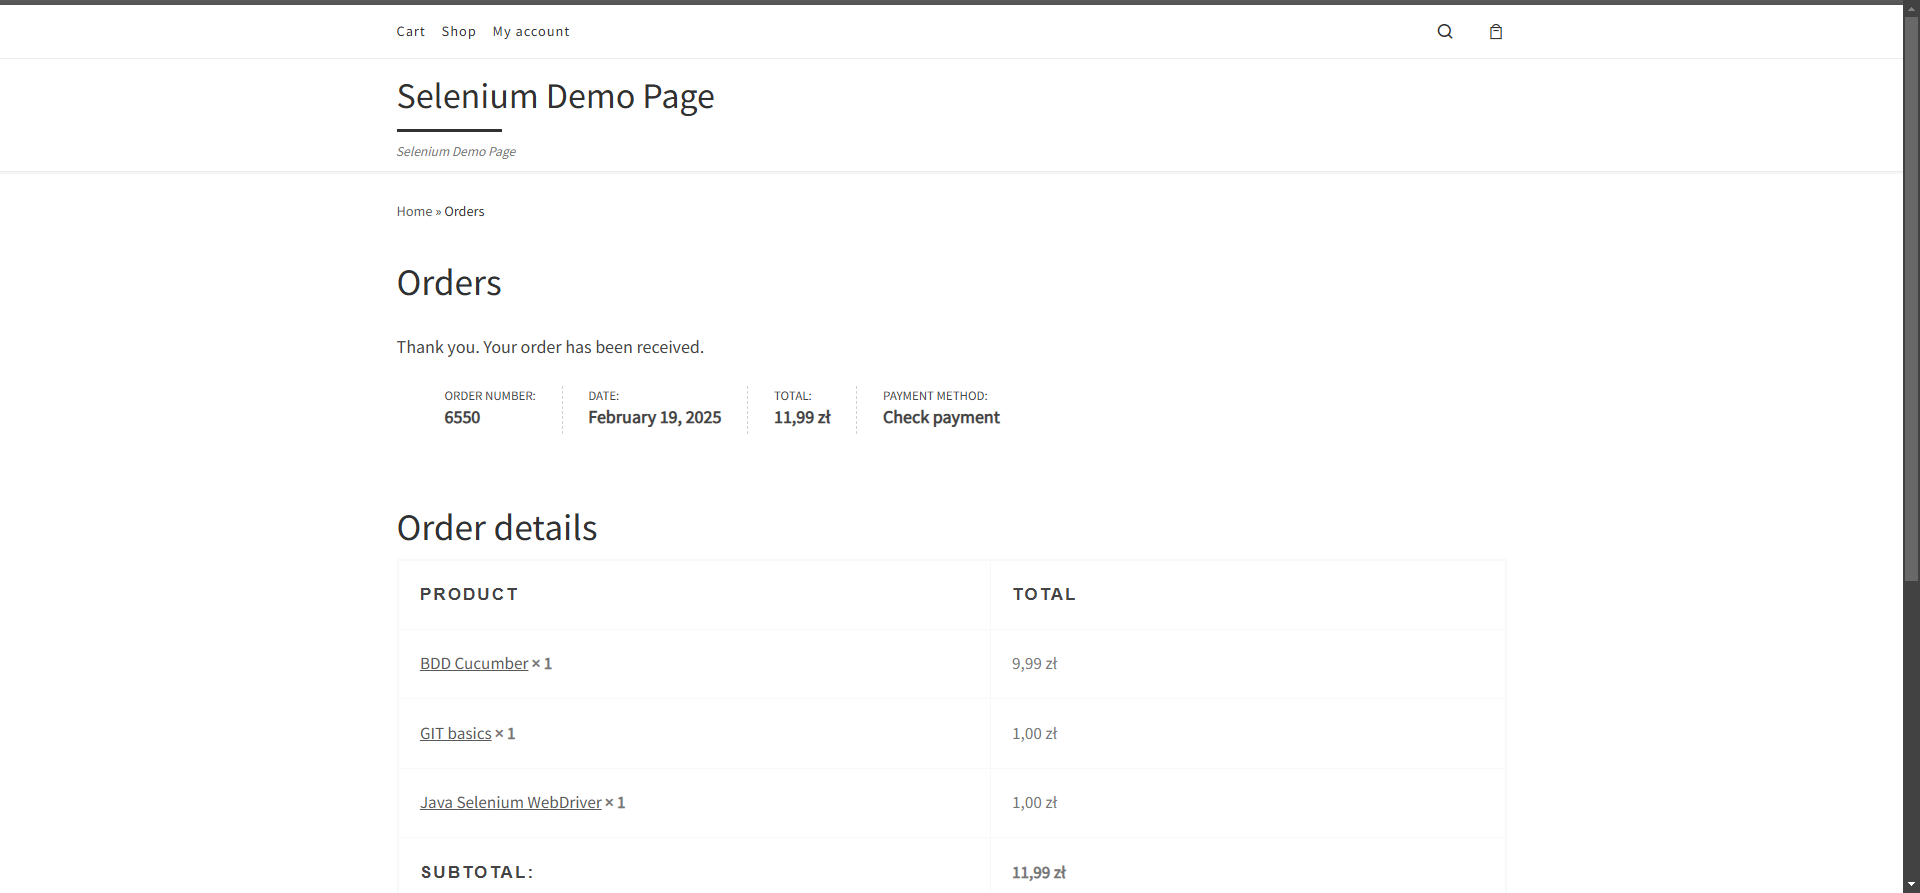 Cart Shop My account
Selenium Demo Page
Selenium Demo Page
Home » Orders
Orders
Thank you. Your order has been received.
ORDER NUMBER: DATE: TOTAL: PAYMENT METHOD:
6550 February 19, 2025 11,99 zł Check payment
Order details
PRODUCT TOTAL
BDD Cucumber × 1 9,99 zł
GIT basics × 1 1,00 zł
Java Selenium WebDriver × 1 1,00 zł
SUBTOTAL: 11,99 zł